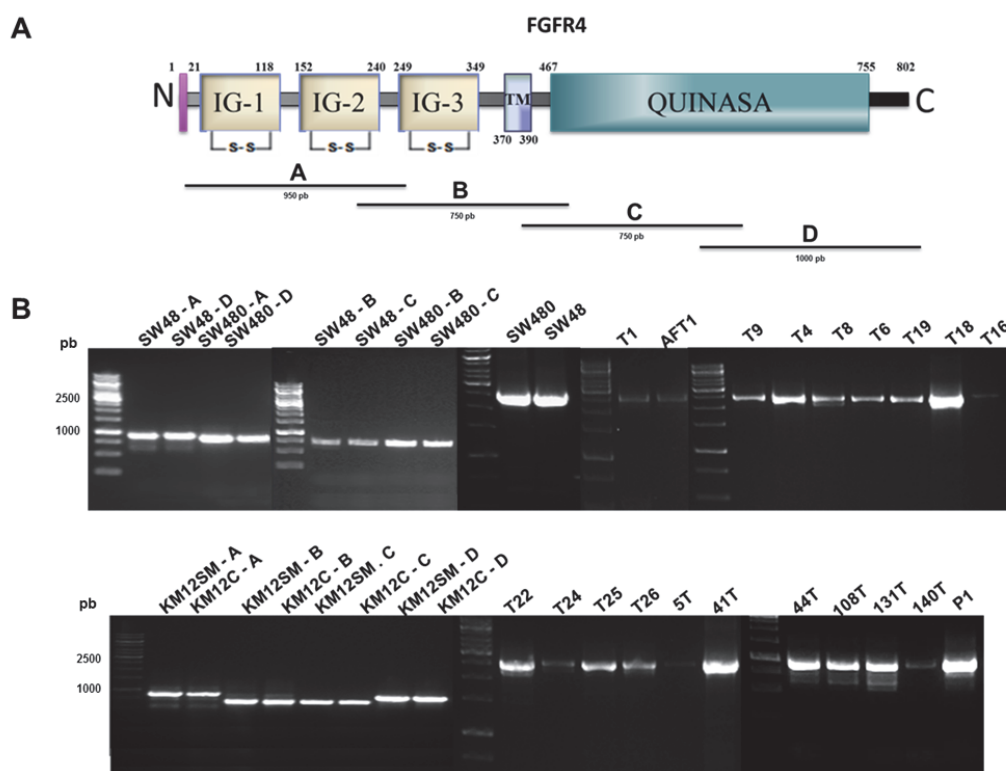 A
FGFR4
1 21 118 152 240 249 349 467 755 802
N IG-1 IG-2 IG-3 TM QUINASA C
S-S S-S S-S 370 390
A
950 pb
B
750 pb
C
750 pb
D
1000 pb
B
pb SW48 - A SW48 - D SW480 - A SW480 - D SW48 - B SW48 - C SW480 - B SW480 - C SW480 SW48 T1 AFT1 T9 T4 T8 T6 T19 T18 T16
2500
1000
pb KM12SM - A KM12C - A KM12SM - B KM12C - B KM12SM . C KM12C - C KM12SM - D KM12C - D T22 T24 T25 T26 5T 41T 44T 108T 131T 140T P1
2500
1000